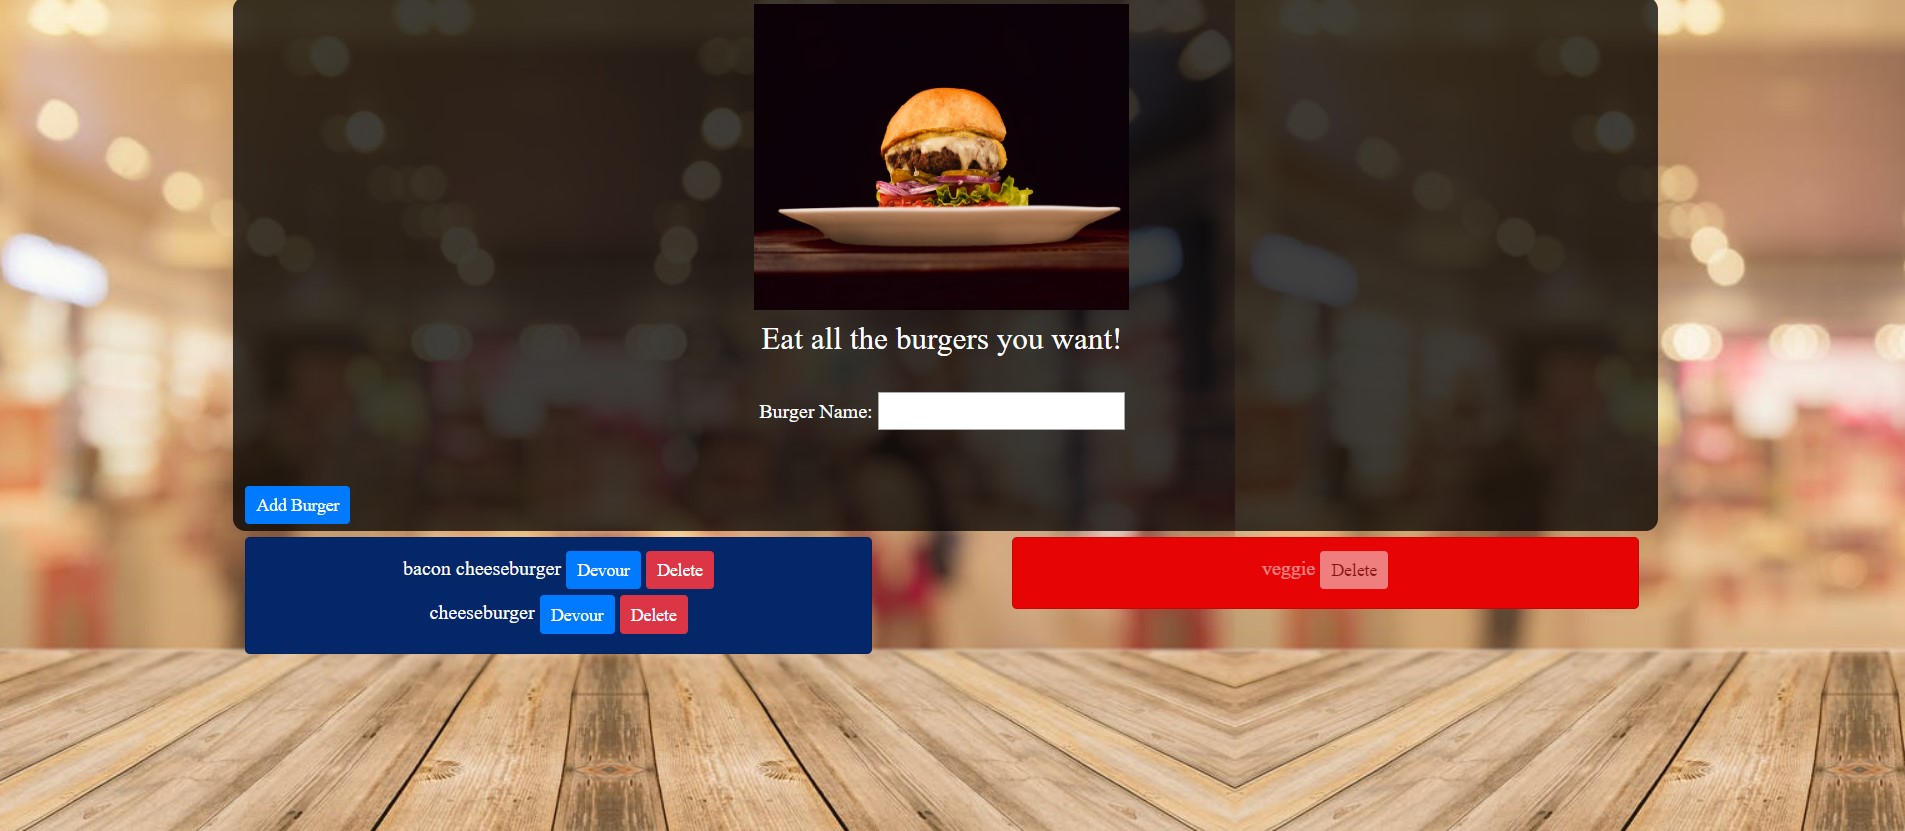 Eat all the burgers you want!
Burger Name:
Add Burger
bacon cheeseburger Devour Delete
cheeseburger Devour Delete
veggie Delete